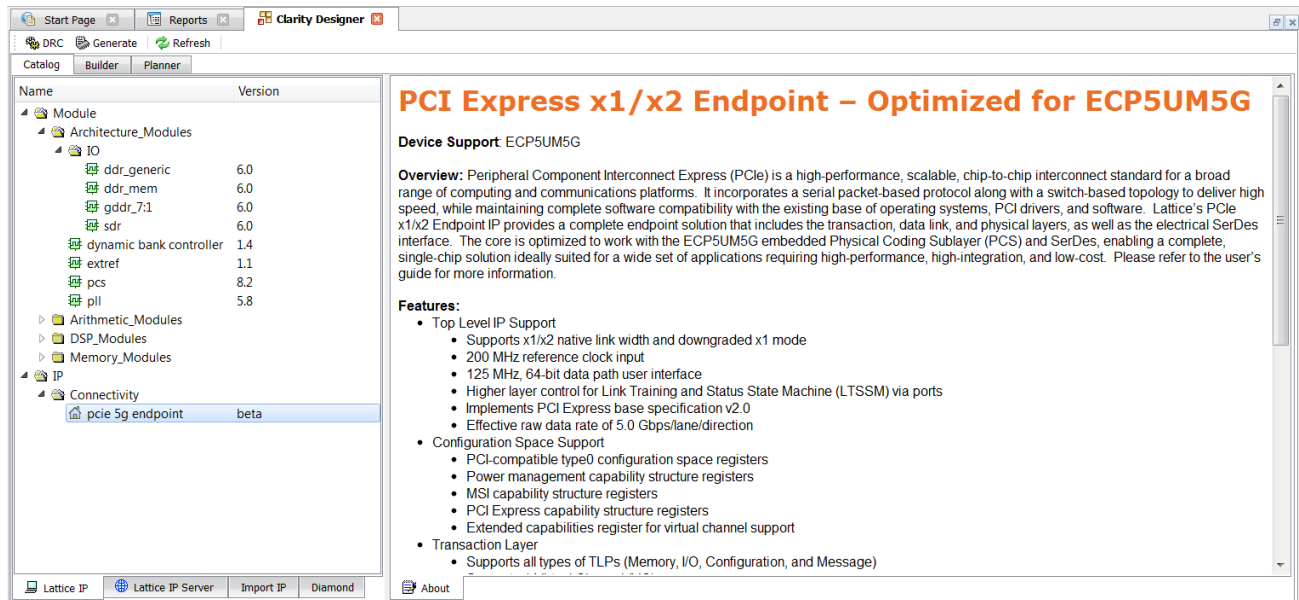 Start Page
Reports
Clarity Designer
DRC
Generate
Refresh
Catalog
Builder
Planner
Name Version
Module
Architecture_Modules
IO
ddr_generic 6.0
ddr_mem 6.0
gddr_7:1 6.0
sdr 6.0
dynamic bank controller 1.4
extref 1.1
pcs 8.2
pll 5.8
Arithmetic_Modules
DSP_Modules
Memory_Modules
IP
Connectivity
pcie 5g endpoint beta
Lattice IP
Lattice IP Server
Import IP
Diamond
PCI Express x1/x2 Endpoint – Optimized for ECP5UM5G
Device Support: ECP5UM5G
Overview: Peripheral Component Interconnect Express (PCIe) is a high-performance, scalable, chip-to-chip interconnect standard for a broad
range of computing and communications platforms. It incorporates a serial packet-based protocol along with a switch-based topology to deliver high
speed, while maintaining complete software compatibility with the existing base of operating systems, PCI drivers, and software. Lattice's PCIe
x1/x2 Endpoint IP provides a complete endpoint solution that includes the transaction, data link, and physical layers, as well as the electrical SerDes
interface. The core is optimized to work with the ECP5UM5G embedded Physical Coding Sublayer (PCS) and SerDes, enabling a complete,
single-chip solution ideally suited for a wide set of applications requiring high-performance, high-integration, and low-cost. Please refer to the user's
guide for more information.
Features:
• Top Level IP Support
• Supports x1/x2 native link width and downgraded x1 mode
• 200 MHz reference clock input
• 125 MHz, 64-bit data path user interface
• Higher layer control for Link Training and Status State Machine (LTSSM) via ports
• Implements PCI Express base specification v2.0
• Effective raw data rate of 5.0 Gbps/lane/direction
• Configuration Space Support
• PCI-compatible type0 configuration space registers
• Power management capability structure registers
• MSI capability structure registers
• PCI Express capability structure registers
• Extended capabilities register for virtual channel support
• Transaction Layer
• Supports all types of TLPs (Memory, I/O, Configuration, and Message)
About